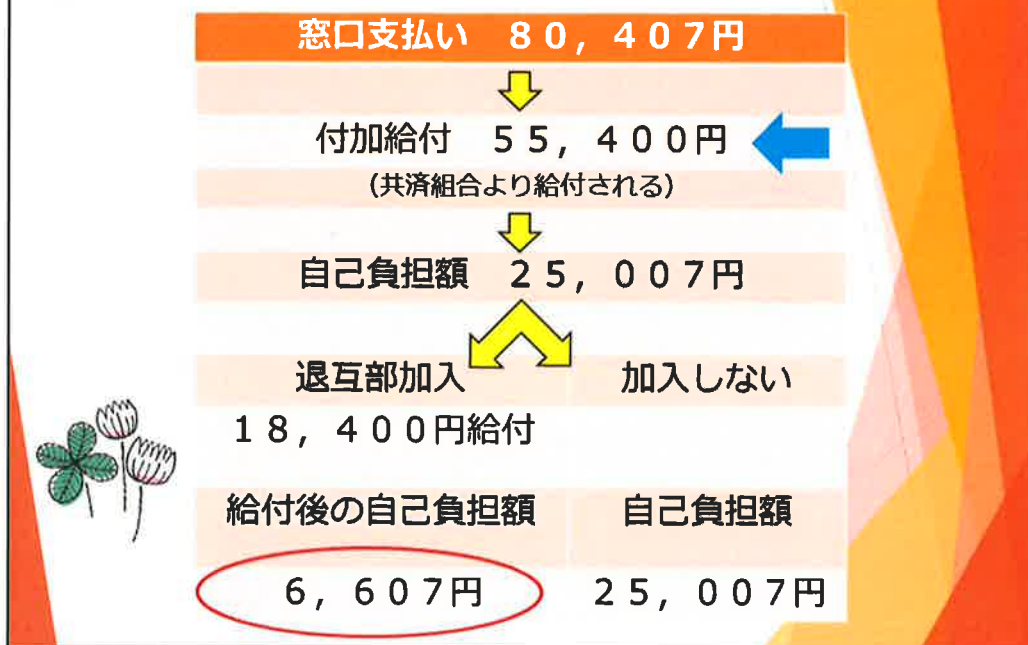 窓口支払い　８０，４０７円
付加給付　５５，４００円
（共済組合より給付される）
自己負担額　２５，００７円
退互部加入　加入しない
１８，４００円給付
給付後の自己負担額　自己負担額
６，６０７円　２５，００７円